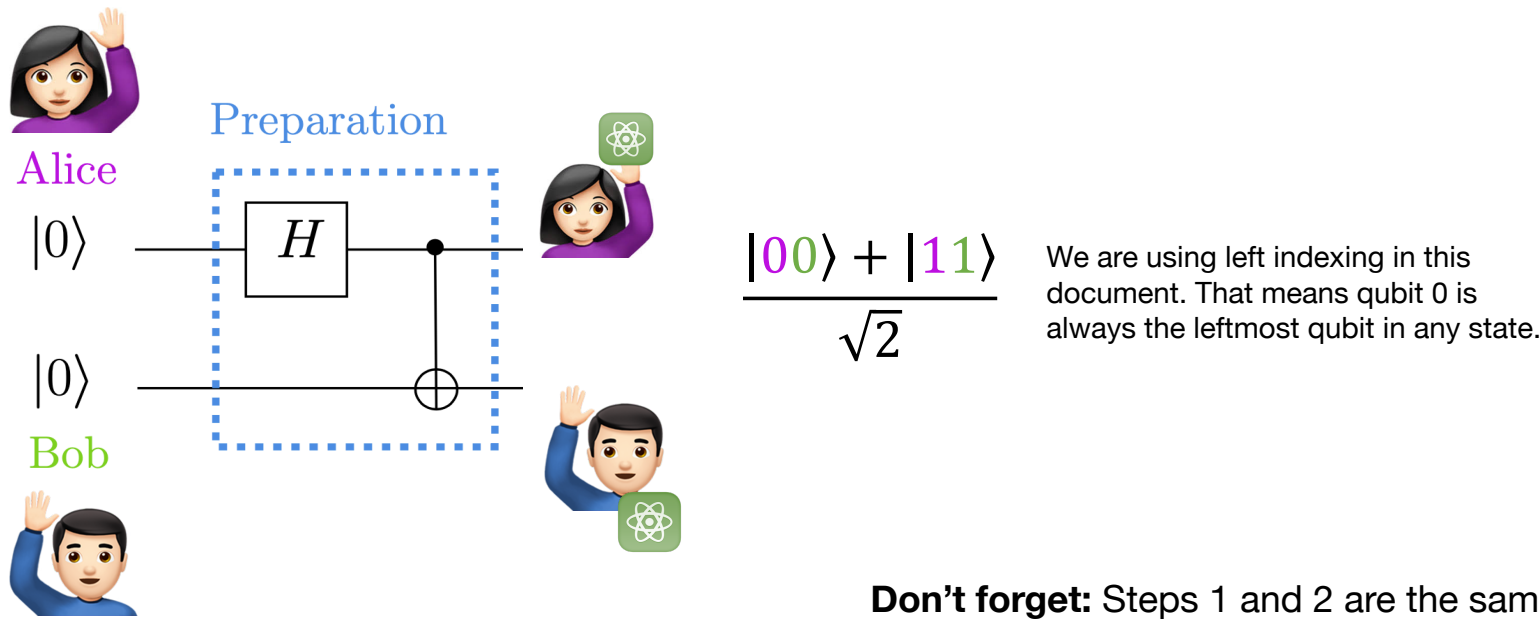 Preparation
Alice
|0⟩
H
|00⟩ + |11⟩
√2
We are using left indexing in this
document. That means qubit 0 is
always the leftmost qubit in any state.
|0⟩
Bob
Don’t forget: Steps 1 and 2 are the sam